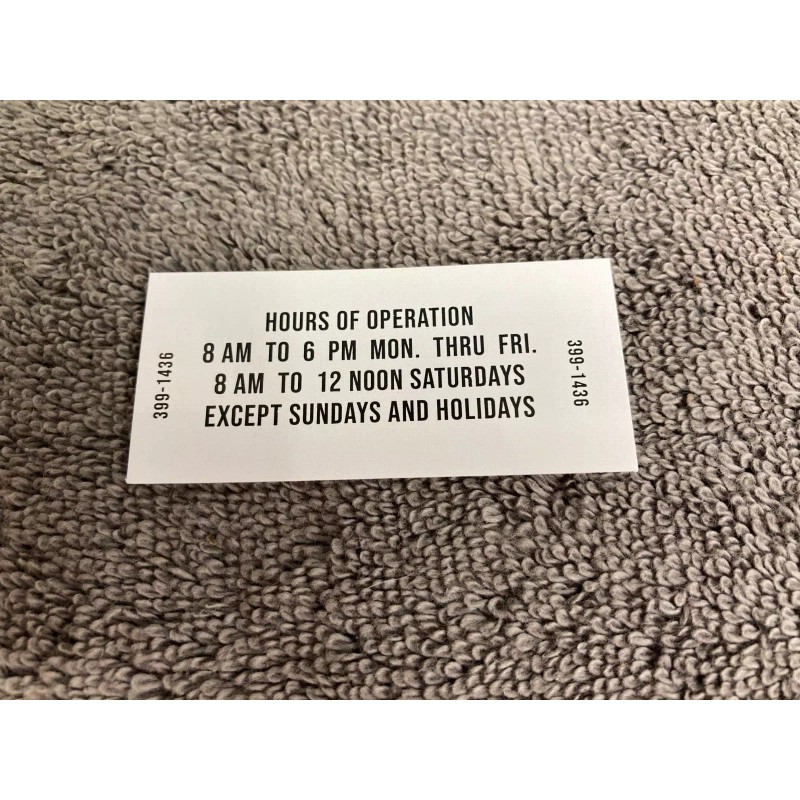 HOURS OF OPERATION
8 AM TO 6 PM MON. THRU FRI.
8 AM TO 12 NOON SATURDAYS
EXCEPT SUNDAYS AND HOLIDAYS
399-1436
399-1436